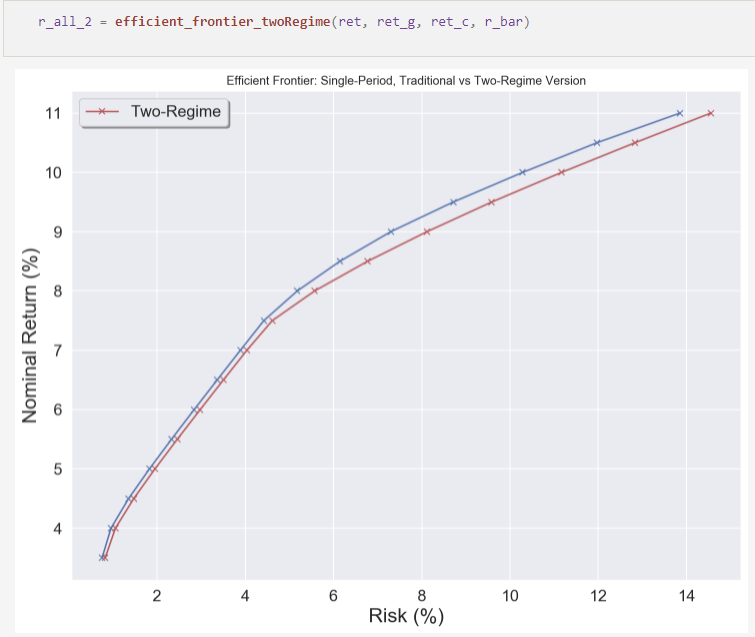 r_all_2 = efficient_frontier_twoRegime(ret, ret_g, ret_c, r_bar)
Efficient Frontier: Single-Period, Traditional vs Two-Regime Version
Two-Regime
11
10
9
8
7
6
5
4
Nominal Return (%)
2 4 6 8 10 12 14
Risk (%)